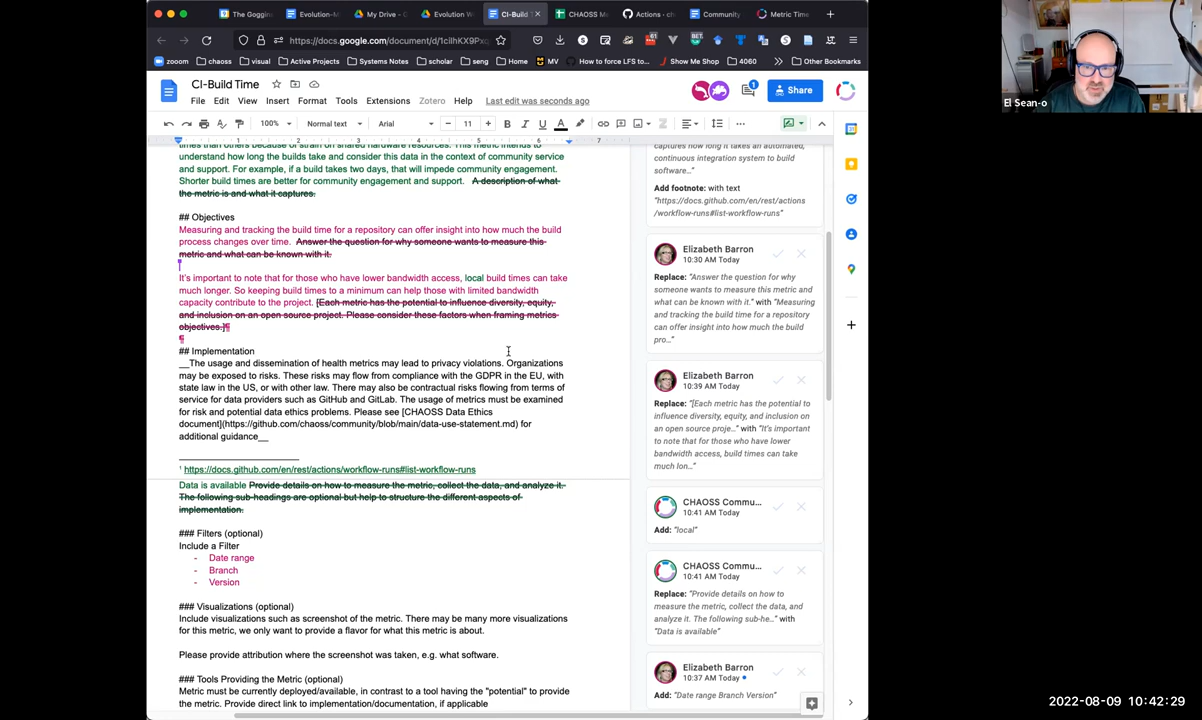 The Goggins
Evolution-M
My Drive - G
Evolution W
CI-Build T
CHAOSS Me
Actions · ch
Community
Metric Time
https://docs.google.com/document/d/1cilhKX9Pxc
zooom
chaoss
visual
Active Projects
Systems Notes
scholar
seng
Home
MV
How to force LFS to...
Show Me Shop
4060
Other Bookmarks
CI-Build Time
File Edit View Insert Format Tools Extensions Zotero Help Last edit was seconds ago
Share
100% Normal text Arial 11
times than others because of strain on shared hardware resources. This metric intends to
understand how long the builds take and consider this data in the context of community service
and support. For example, if a build takes two days, that will impede community engagement.
Shorter build times are better for community engagement and support. A description of what
the metric is and what it captures.
## Objectives
Measuring and tracking the build time for a repository can offer insight into how much the build
process changes over time. Answer the question for why someone wants to measure this
metric and what can be known with it.
It's important to note that for those who have lower bandwidth access, local build times can take
much longer. So keeping build times to a minimum can help those with limited bandwidth
capacity contribute to the project. [Each metric has the potential to influence diversity, equity,
and inclusion on an open source project. Please consider these factors when framing metrics
objectives.]¶
¶
## Implementation
__The usage and dissemination of health metrics may lead to privacy violations. Organizations
may be exposed to risks. These risks may flow from compliance with the GDPR in the EU, with
state law in the US, or with other law. There may also be contractual risks flowing from terms of
service for data providers such as GitHub and GitLab. The usage of metrics must be examined
for risk and potential data ethics problems. Please see [CHAOSS Data Ethics
document](https://github.com/chaoss/community/blob/main/data-use-statement.md) for
additional guidance__
1 https://docs.github.com/en/rest/actions/workflow-runs#list-workflow-runs
Data is available Provide details on how to measure the metric, collect the data, and analyze it.
The following sub-headings are optional but help to structure the different aspects of
implementation.
### Filters (optional)
Include a Filter
- Date range
- Branch
- Version
### Visualizations (optional)
Include visualizations such as screenshot of the metric. There may be many more visualizations
for this metric, we only want to provide a flavor for what this metric is about.
Please provide attribution where the screenshot was taken, e.g. what software.
### Tools Providing the Metric (optional)
Metric must be currently deployed/available, in contrast to a tool having the "potential" to provide
the metric. Provide direct link to implementation/documentation, if applicable
captures how long it takes an automated,
continuous integration system to build
software..."
Add footnote: with text
"https://docs.github.com/en/rest/actions
/workflow-runs#list-workflow-runs"
Elizabeth Barron
10:30 AM Today
Replace: "Answer the question for why
someone wants to measure this metric and
what can be known with it." with "Measuring
and tracking the build time for a repository
can offer insight into how much the build
pro..."
Elizabeth Barron
10:39 AM Today
Replace: "[Each metric has the potential to
influence diversity, equity, and inclusion on
an open source proje..." with "It's important
to note that for those who have lower
bandwidth access, build times can take
much lon..."
CHAOSS Commu...
10:41 AM Today
Add: "local"
CHAOSS Commu...
10:41 AM Today
Replace: "Provide details on how to
measure the metric, collect the data, and
analyze it. The following sub-he..." with
"Data is available"
Elizabeth Barron
10:37 AM Today
Add: "Date range Branch Version"
El Sean-o
2022-08-09 10:42:29